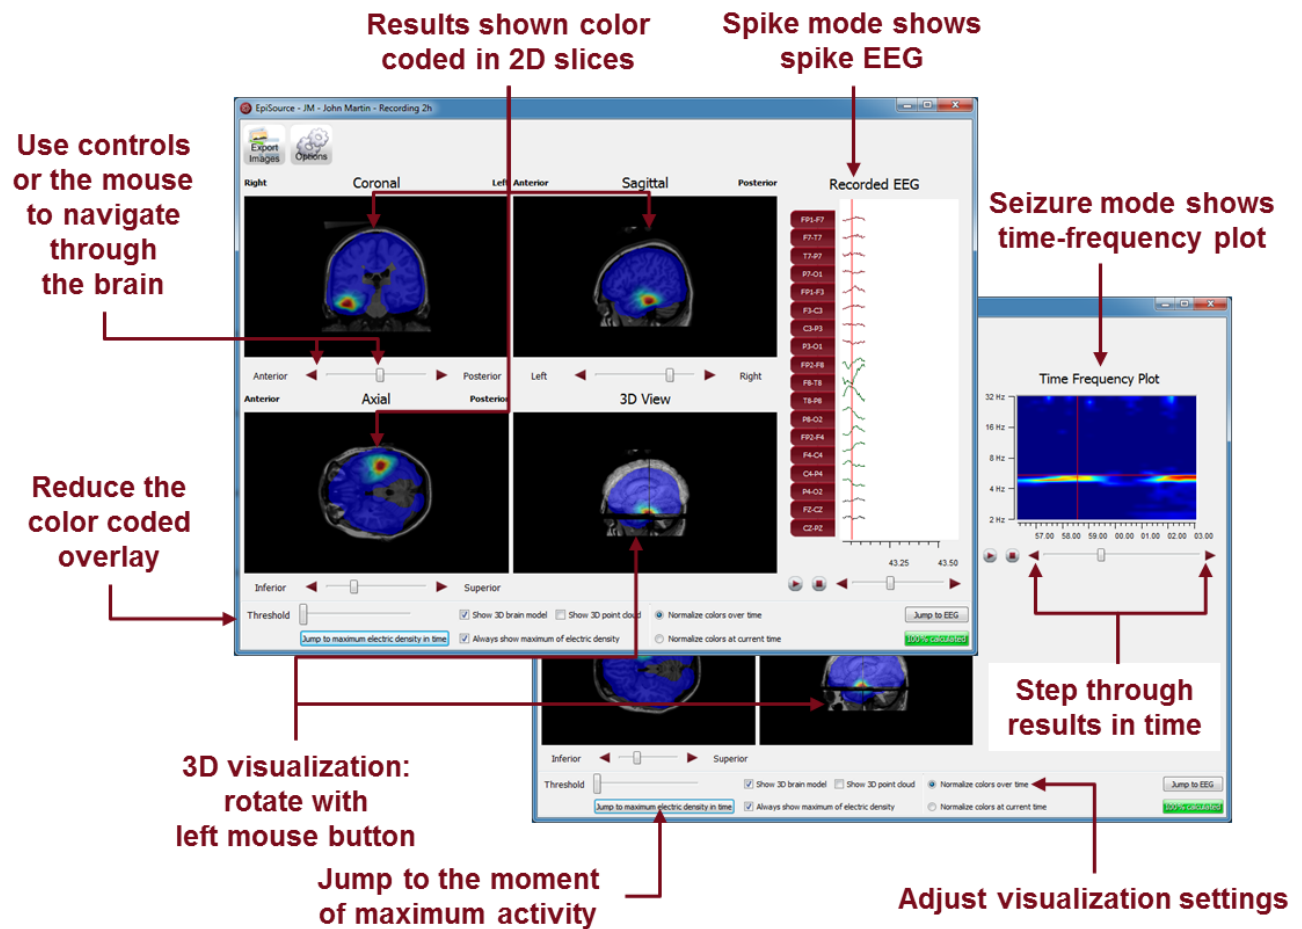 Results shown color
coded in 2D slices
Spike mode shows
spike EEG
EpiSource - JM - John Martin - Recording 2h
Use controls
or the mouse
to navigate
through
the brain
Export
Images
Options
Right
Coronal
Left
Anterior
Sagittal
Posterior
Recorded EEG
Seizure mode shows
time-frequency plot
FP1-F7
F7-T7
T7-P7
P7-O1
FP1-F3
F3-C3
C3-P3
P3-O1
FP2-F8
F8-T8
T8-P8
P8-O2
FP2-F4
F4-C4
C4-P4
P4-O2
FZ-CZ
CZ-PZ
43.25
43.50
Anterior
Posterior
Left
Right
Anterior
Axial
Posterior
3D View
Time Frequency Plot
32 Hz
16 Hz
8 Hz
4 Hz
2 Hz
57.00 58.00 59.00 00.00 01.00 02.00 03.00
Reduce the
color coded
overlay
Inferior
Superior
Threshold
Show 3D brain model
Show 3D point cloud
Normalize colors over time
Jump to EEG
Jump to maximum electric density in time
Always show maximum of electric density
Normalize colors at current time
100 % calculated
Step through
results in time
3D visualization:
rotate with
left mouse button
Inferior
Superior
Threshold
Show 3D brain model
Show 3D point cloud
Normalize colors over time
Jump to EEG
Jump to maximum electric density in time
Always show maximum of electric density
Normalize colors at current time
100 % calculated
Jump to the moment
of maximum activity
Adjust visualization settings